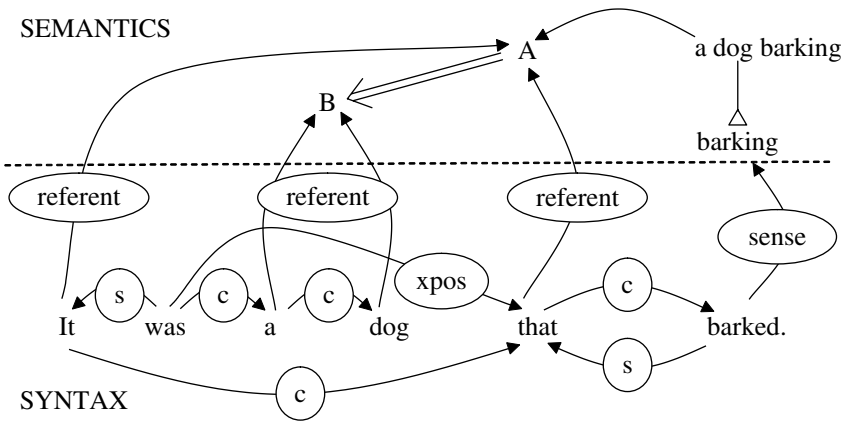 SEMANTICS
A
a dog barking
B
barking
referent
referent
referent
sense
xpos
s
c
c
c
It
was
a
dog
that
barked.
s
c
SYNTAX